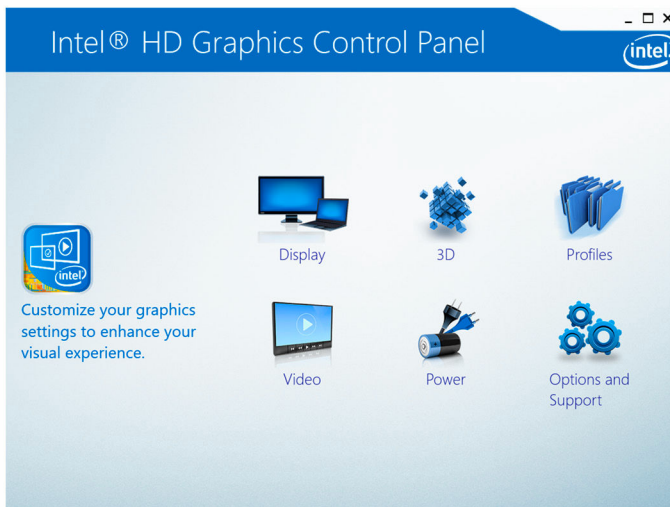 Intel® HD Graphics Control Panel
intel
Display
3D
Profiles
intel
Customize your graphics
settings to enhance your
visual experience.
Video
Power
Options and
Support